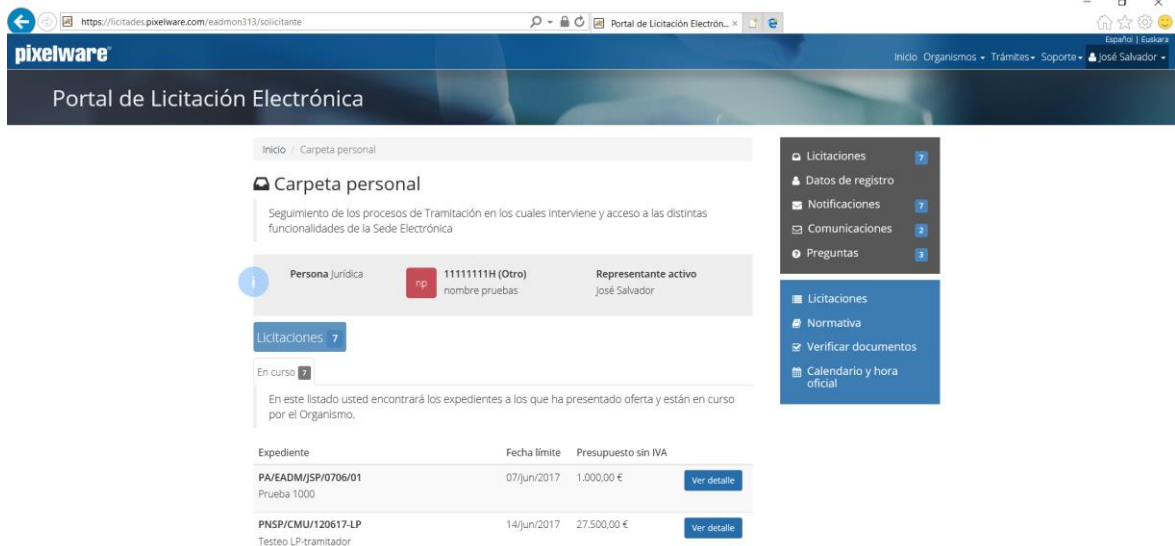 https://licitades.pixelware.com/eadmon313/solicitante
Portal de Licitación Electrón...
Español | Euskara
pixelware
Inicio Organismos Trámites Soporte José Salvador
Portal de Licitación Electrónica
Inicio / Carpeta personal
Carpeta personal
Seguimiento de los procesos de Tramitación en los cuales interviene y acceso a las distintas
funcionalidades de la Sede Electrónica
i
Persona Jurídica
np
11111111H (Otro)
nombre pruebas
Representante activo
José Salvador
Licitaciones 7
En curso 7
En este listado usted encontrará los expedientes a los que ha presentado oferta y están en curso
por el Organismo.
Expediente Fecha límite Presupuesto sin IVA
PA/EADM/JSP/0706/01 07/jun/2017 1.000,00 € Ver detalle
Prueba 1000
PNSP/CMU/120617-LP 14/jun/2017 27.500,00 € Ver detalle
Testeo LP-tramitador
Licitaciones 7
Datos de registro
Notificaciones 7
Comunicaciones 2
Preguntas 3
Licitaciones
Normativa
Verificar documentos
Calendario y hora
oficial